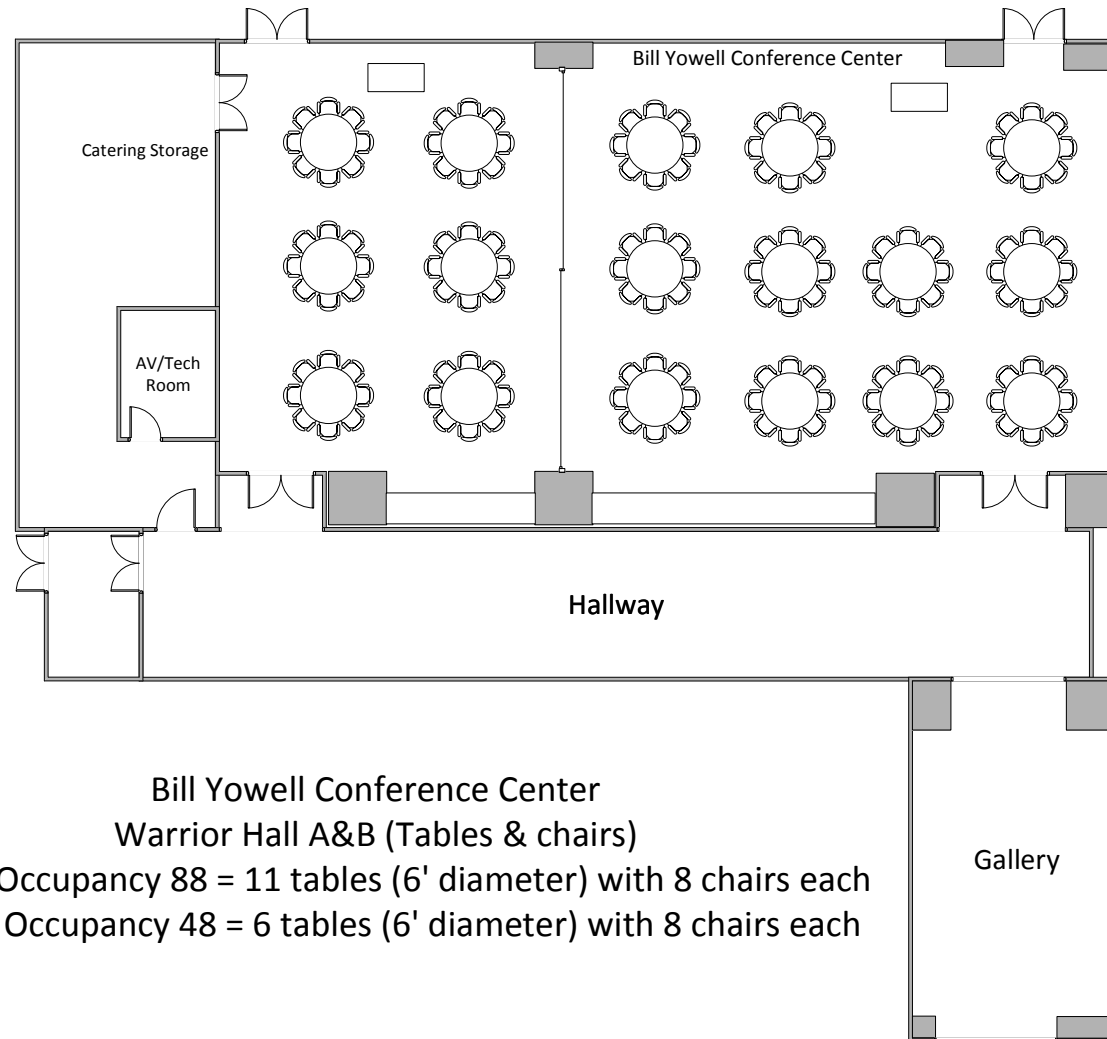 Bill Yowell Conference Center
Catering Storage
AV/Tech
Room
Hallway
Bill Yowell Conference Center
Warrior Hall A&B (Tables & chairs)
Occupancy 88 = 11 tables (6' diameter) with 8 chairs each
Occupancy 48 = 6 tables (6' diameter) with 8 chairs each
Gallery